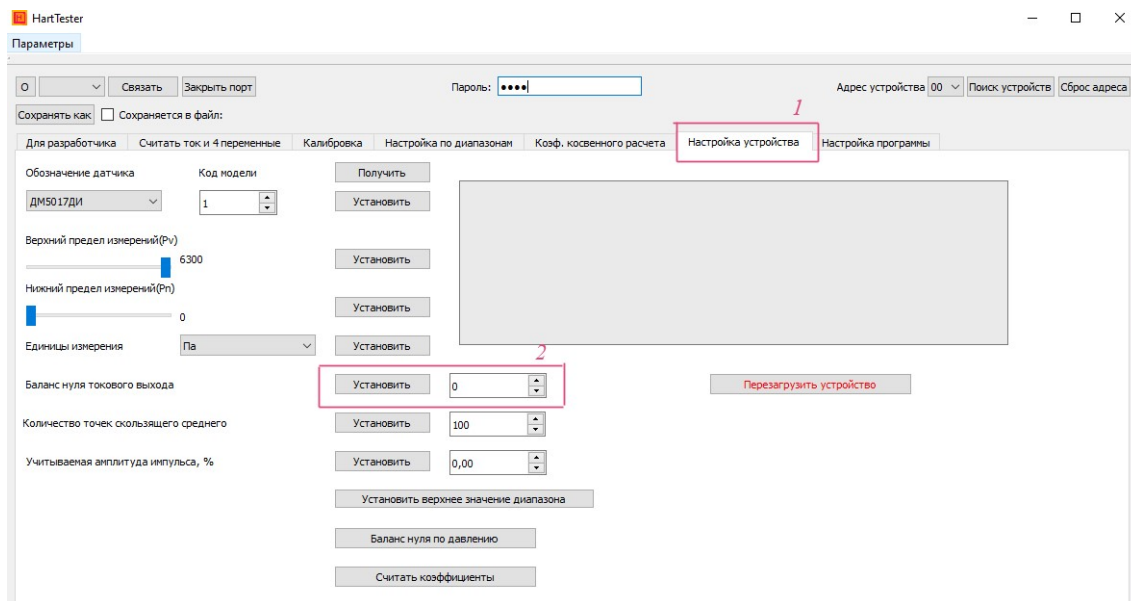 HartTester
Параметры
О Связать Закрыть порт Пароль: •••• Адрес устройства 00 Поиск устройств Сброс адреса
1
Сохранять как Сохраняется в файл:
Для разработчика Считать ток и 4 переменные Калибровка Настройка по диапазонам Коэф. косвенного расчета Настройка устройства Настройка программы
Обозначение датчика Код модели Получить
ДМ5017ДИ 1 Установить
Верхний предел измерений(Pv)
6300 Установить
Нижний предел измерений(Pn)
0 Установить
Единицы измерения Па Установить
2
Баланс нуля токового выхода Установить 0 Перезагрузить устройство
Количество точек скользящего среднего Установить 100
Учитываемая амплитуда импульса, % Установить 0,00
Установить верхнее значение диапазона
Баланс нуля по давлению
Считать коэффициенты